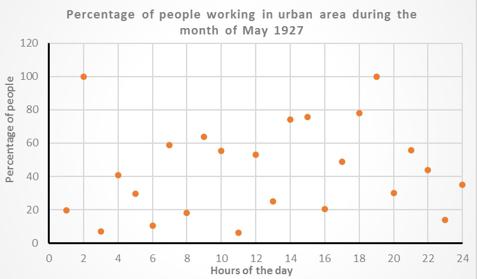 Percentage of people working in urban area during the
month of May 1927
120
100
80
60
40
20
0
Percentage of people
0 2 4 6 8 10 12 14 16 18 20 22 24
Hours of the day